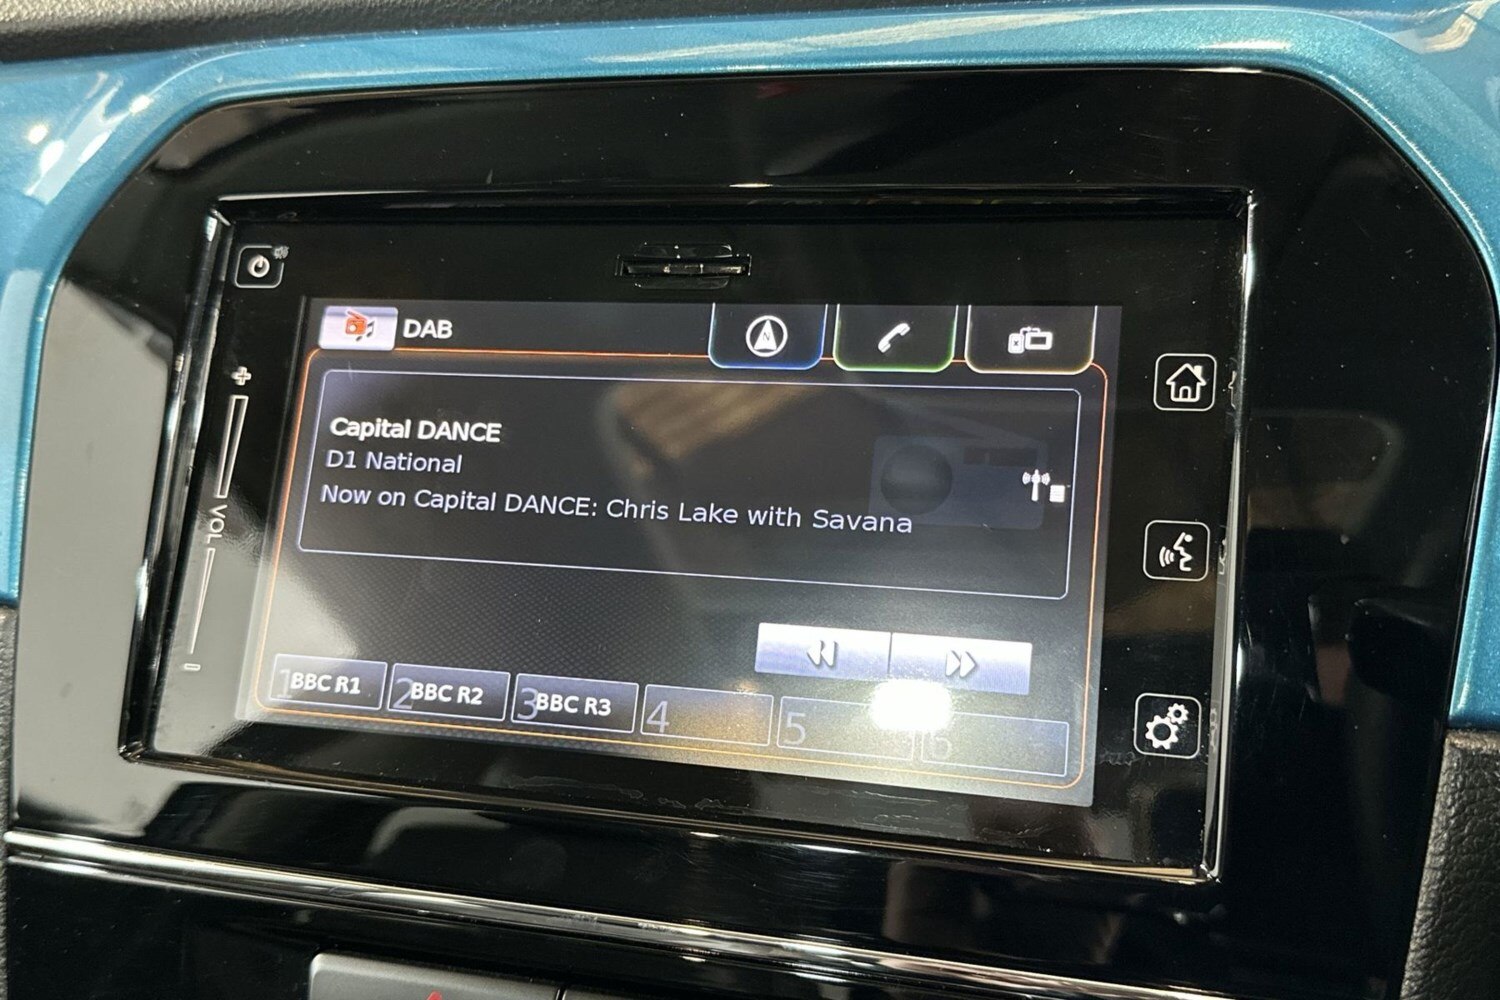 DAB
Capital DANCE
D1 National
Now on Capital DANCE: Chris Lake with Savana
VOL
1 BBC R1
2 BBC R2
3 BBC R3
4
5
6